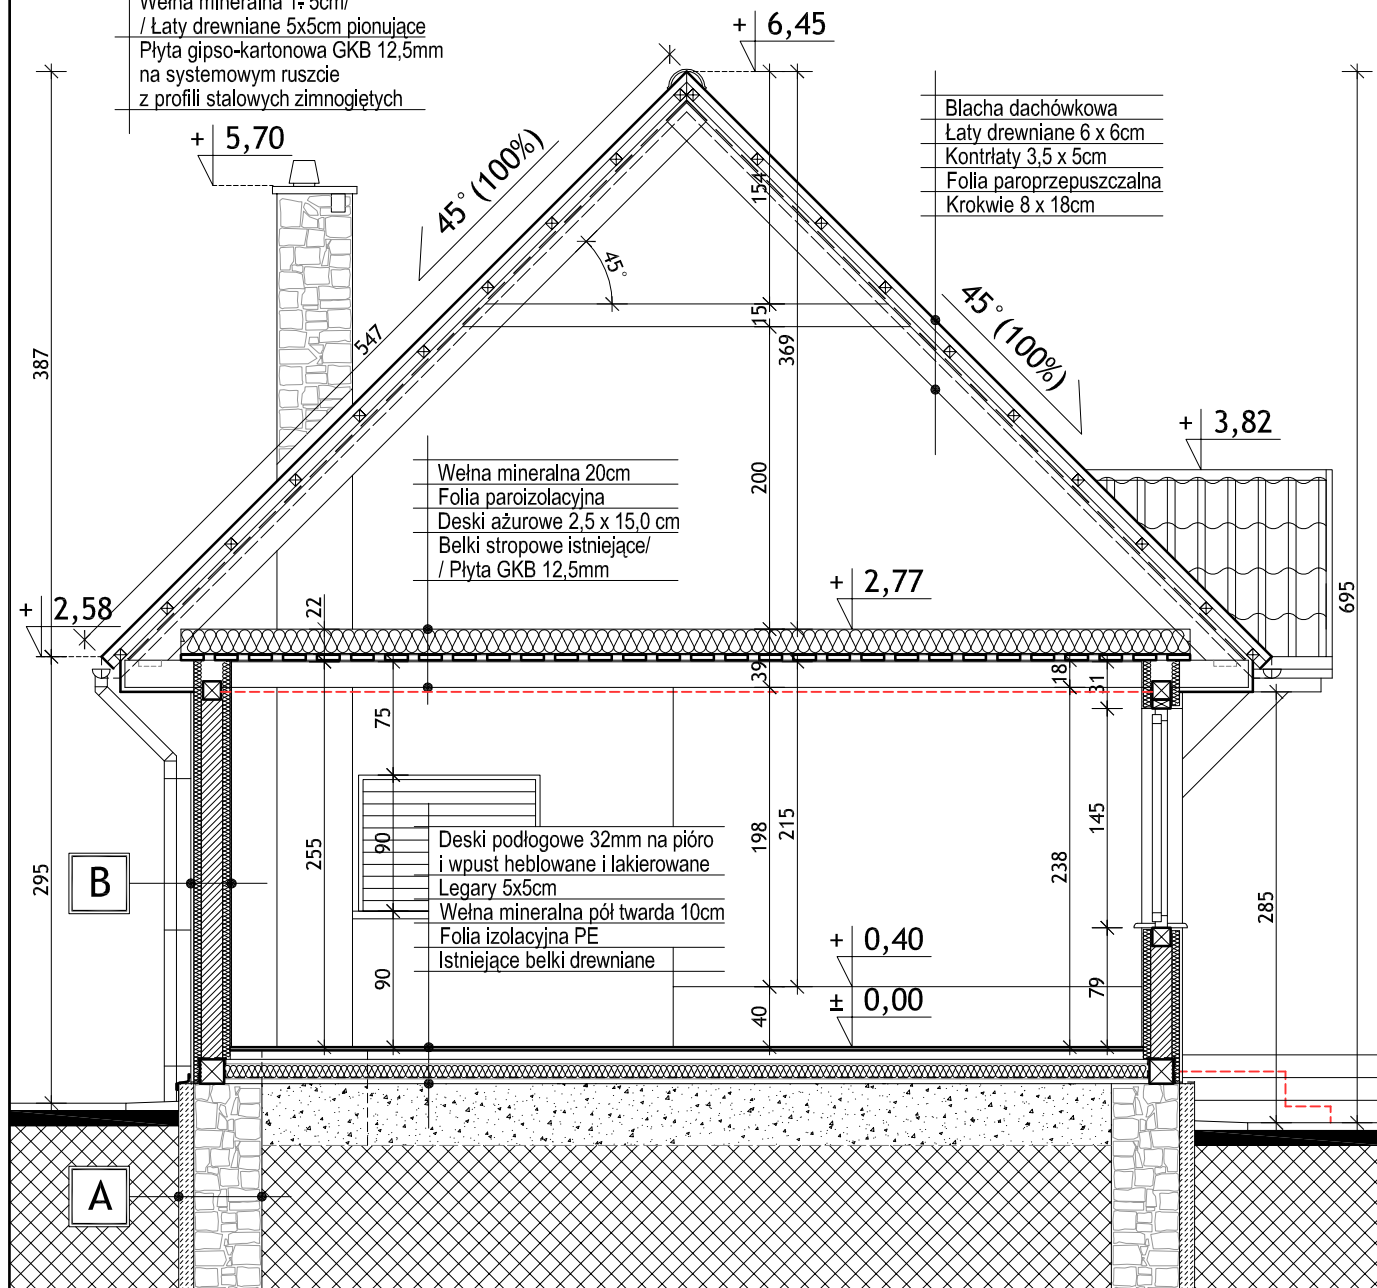 Wełna mineralna 1- 5cm/
/ Łaty drewniane 5x5cm pionujące
Płyta gipso-kartonowa GKB 12,5mm
na systemowym ruszcie
z profili stalowych zimnogiętych
+ 6,45
+ 5,70
Blacha dachówkowa
Łaty drewniane 6 x 6cm
Kontrłaty 3,5 x 5cm
Folia paroprzepuszczalna
Krokwie 8 x 18cm
45° (100%)
154
45°
15
547
369
387
45° (100%)
+ 3,82
Wełna mineralna 20cm
Folia paroizolacyjna
Deski ażurowe 2,5 x 15,0 cm
Belki stropowe istniejące/
/ Płyta GKB 12,5mm
200
+ 2,77
+ 2,58
22
695
39
18
31
75
90
255
198
215
145
238
295
285
B
Deski podłogowe 32mm na pióro
i wpust heblowane i lakierowane
Legary 5x5cm
Wełna mineralna pół twarda 10cm
Folia izolacyjna PE
Istniejące belki drewniane
+ 0,40
90
40
79
± 0,00
A